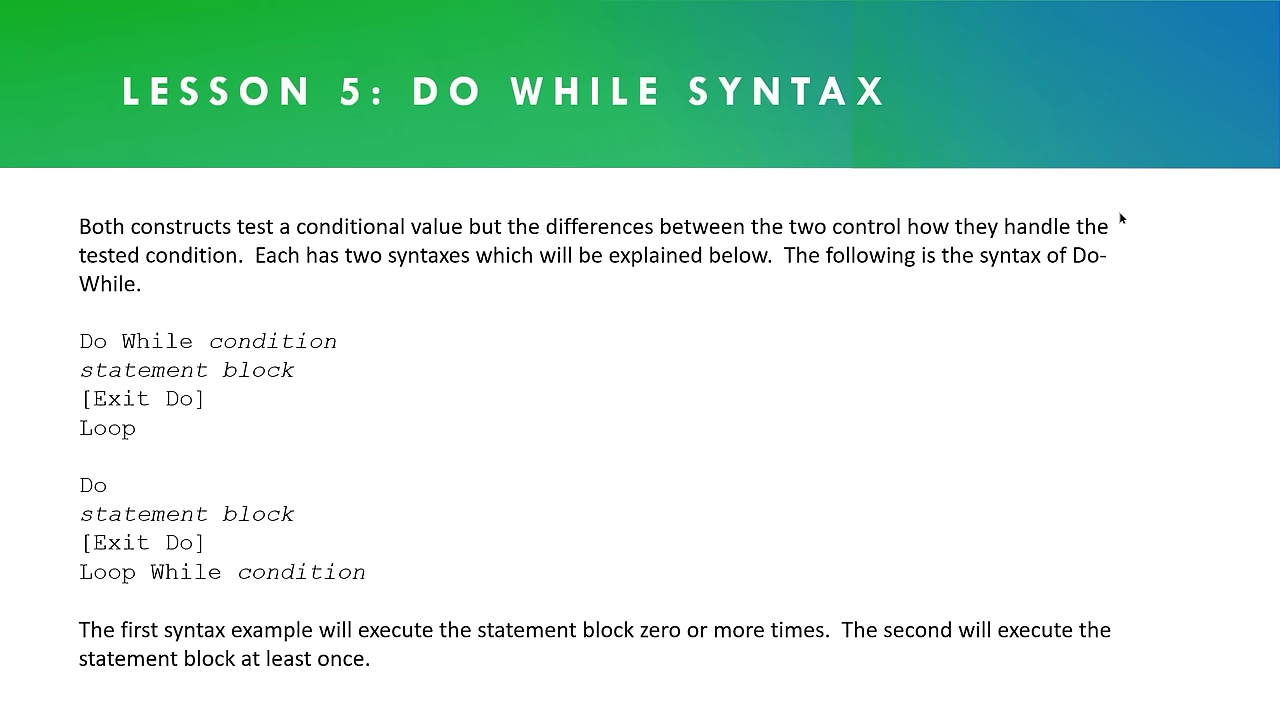 LESSON 5: DO WHILE SYNTAX
Both constructs test a conditional value but the differences between the two control how they handle the
tested condition.  Each has two syntaxes which will be explained below.  The following is the syntax of Do-
While.
Do While condition
statement block
[Exit Do]
Loop
Do
statement block
[Exit Do]
Loop While condition
The first syntax example will execute the statement block zero or more times.  The second will execute the
statement block at least once.